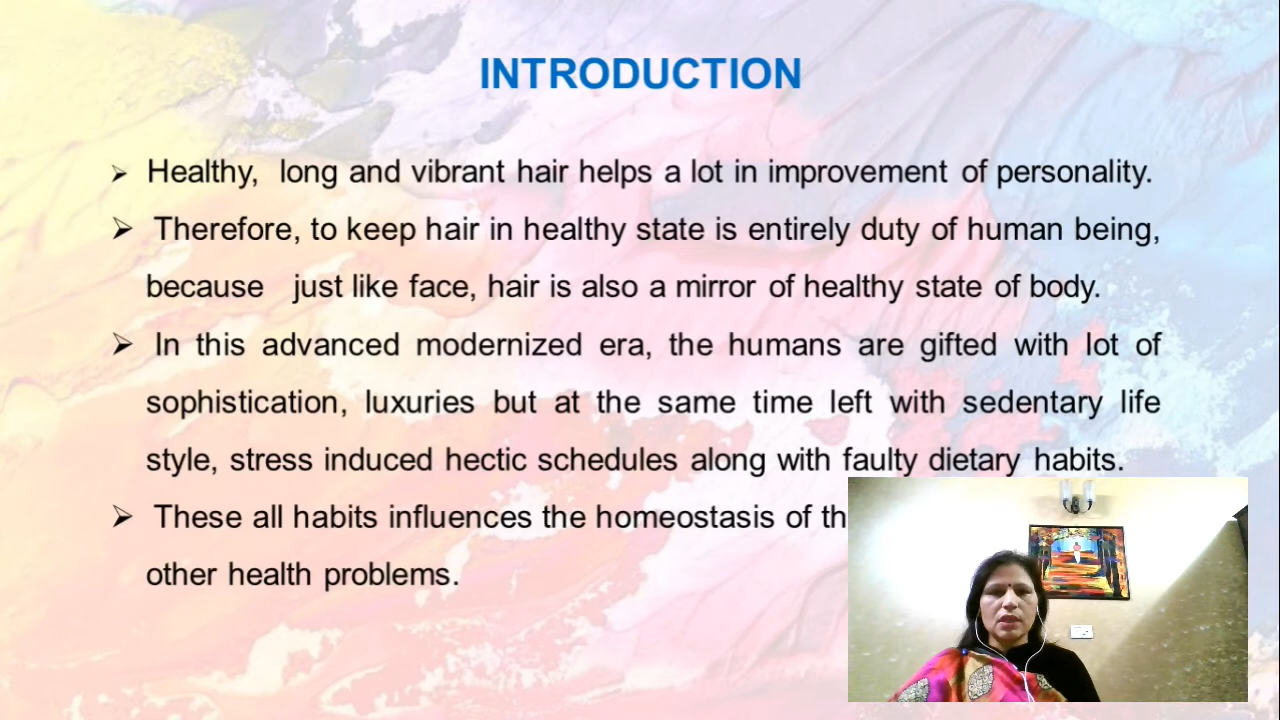 INTRODUCTION
➢ Healthy, long and vibrant hair helps a lot in improvement of personality.
➢ Therefore, to keep hair in healthy state is entirely duty of human being,
because just like face, hair is also a mirror of healthy state of body.
➢ In this advanced modernized era, the humans are gifted with lot of
sophistication, luxuries but at the same time left with sedentary life
style, stress induced hectic schedules along with faulty dietary habits.
➢ These all habits influences the homeostasis of
other health problems.